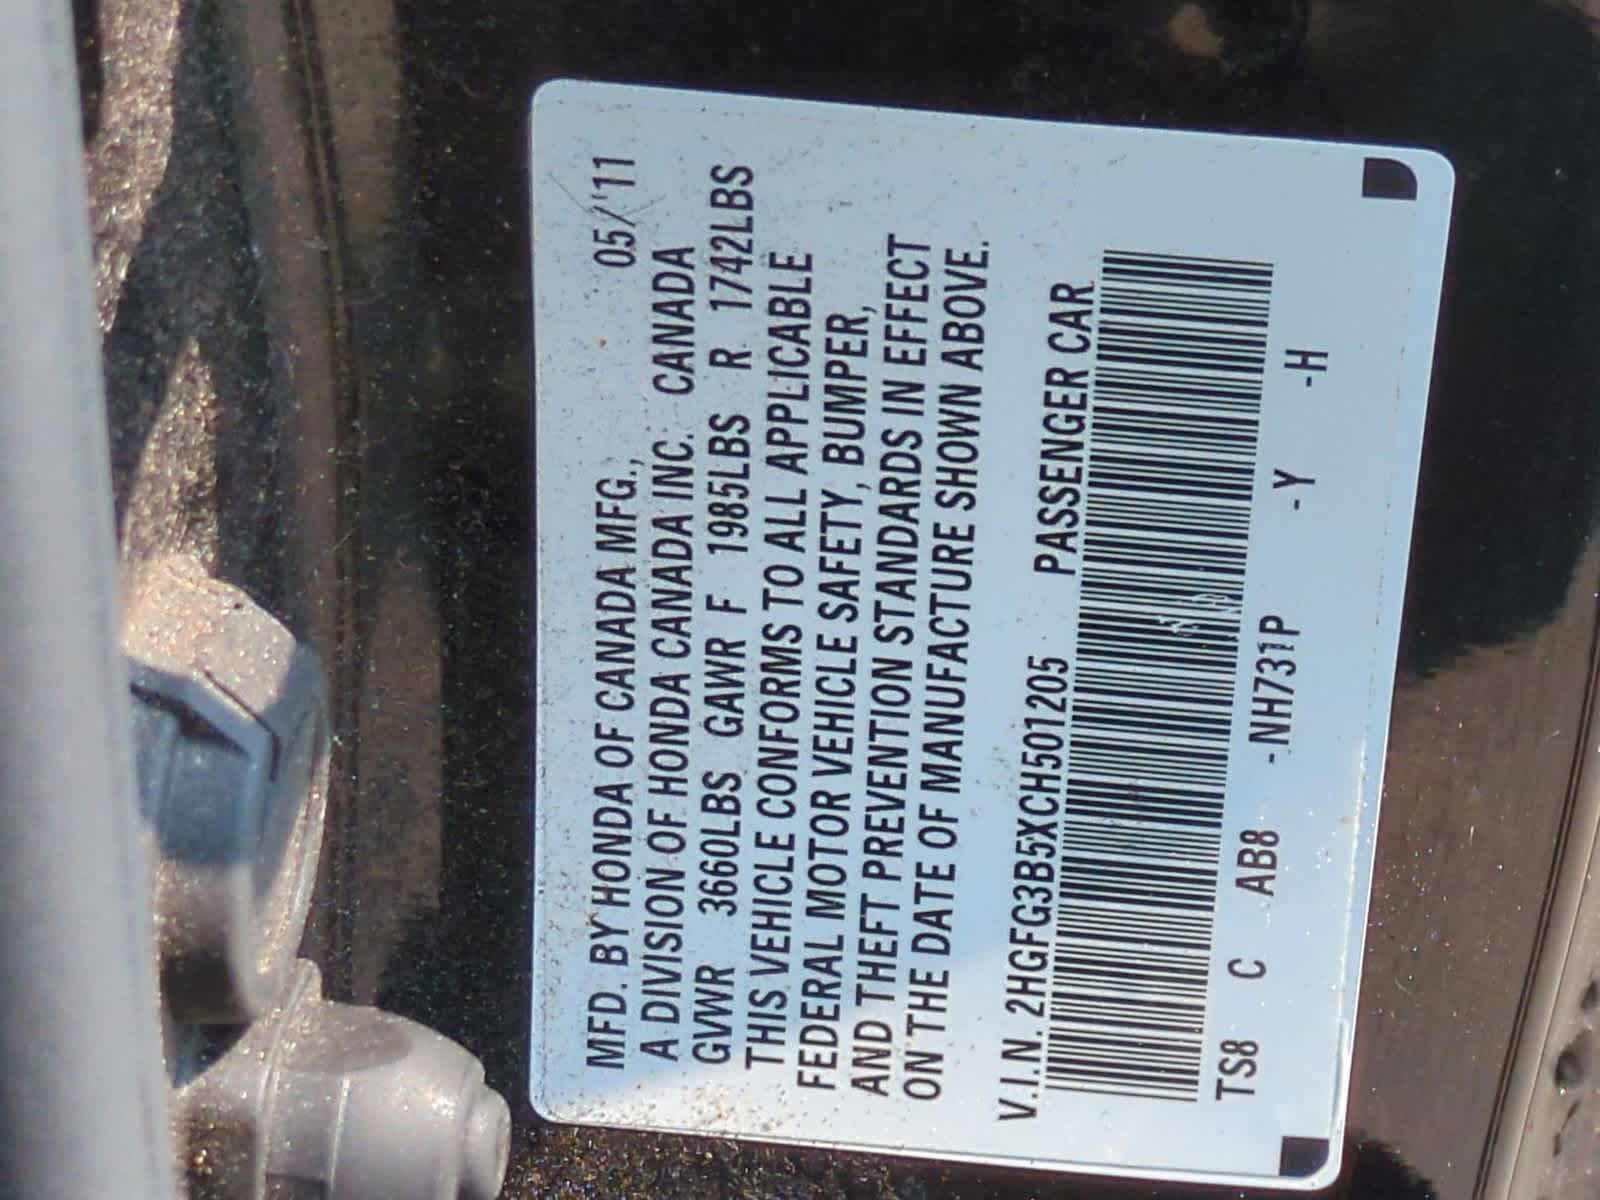 MFD. BY HONDA OF CANADA MFG., 05/'11
A DIVISION OF HONDA CANADA INC. CANADA
GVWR 3660LBS GAWR F 1985LBS R 1742LBS
THIS VEHICLE CONFORMS TO ALL APPLICABLE
FEDERAL MOTOR VEHICLE SAFETY, BUMPER,
AND THEFT PREVENTION STANDARDS IN EFFECT
ON THE DATE OF MANUFACTURE SHOWN ABOVE.
V.I.N. 2HGFG3B5XCH501205 PASSENGER CAR
TS8 C AB8 -NH731P -Y -H